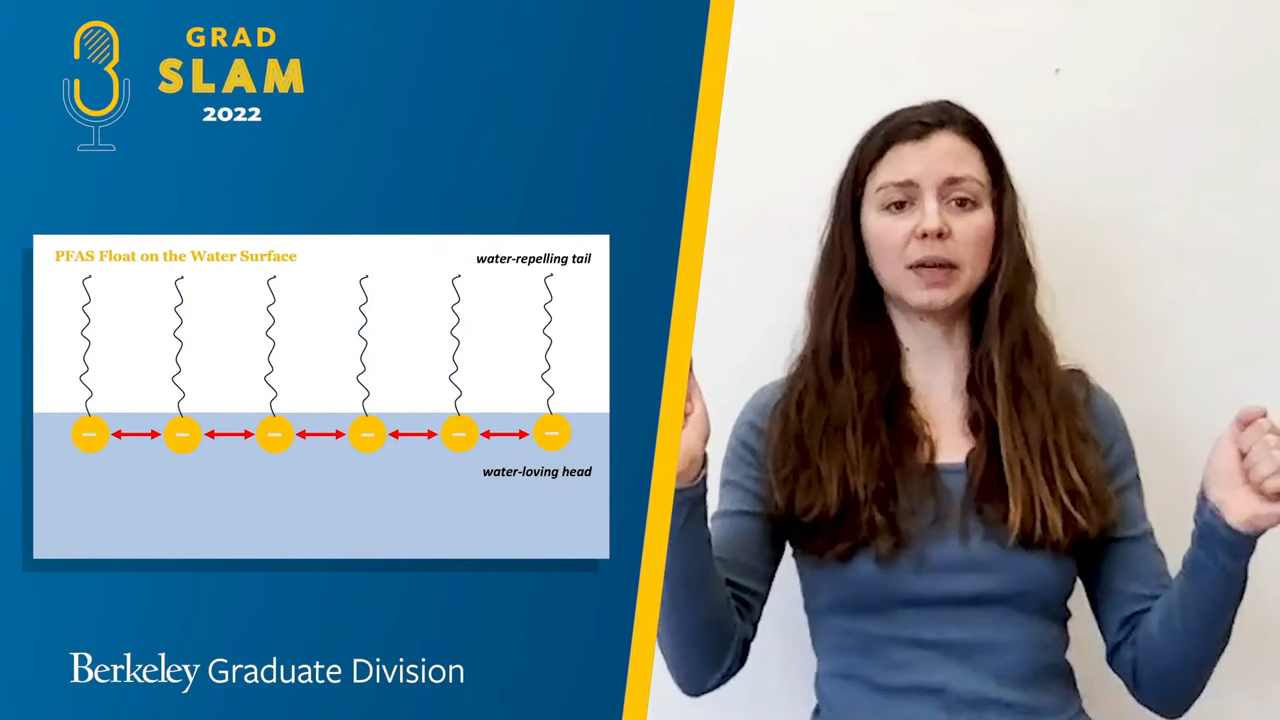 GRAD
SLAM
2022
PFAS Float on the Water Surface
water-repelling tail
water-loving head
Berkeley Graduate Division